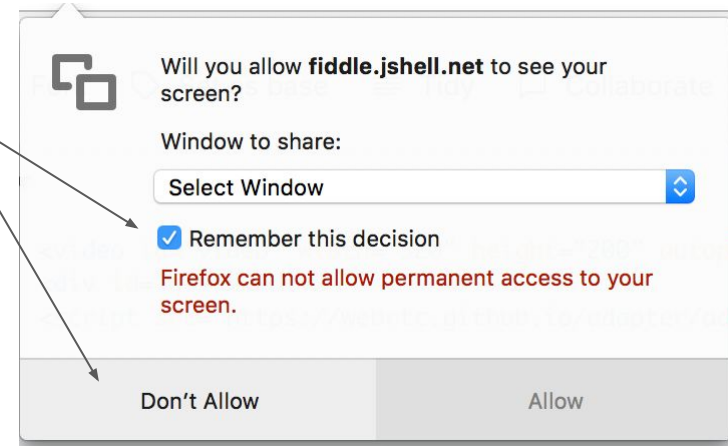 Will you allow fiddle.jshell.net to see your
screen?
Window to share:
Select Window
Remember this decision
Firefox can not allow permanent access to your
screen.
Don't Allow
Allow